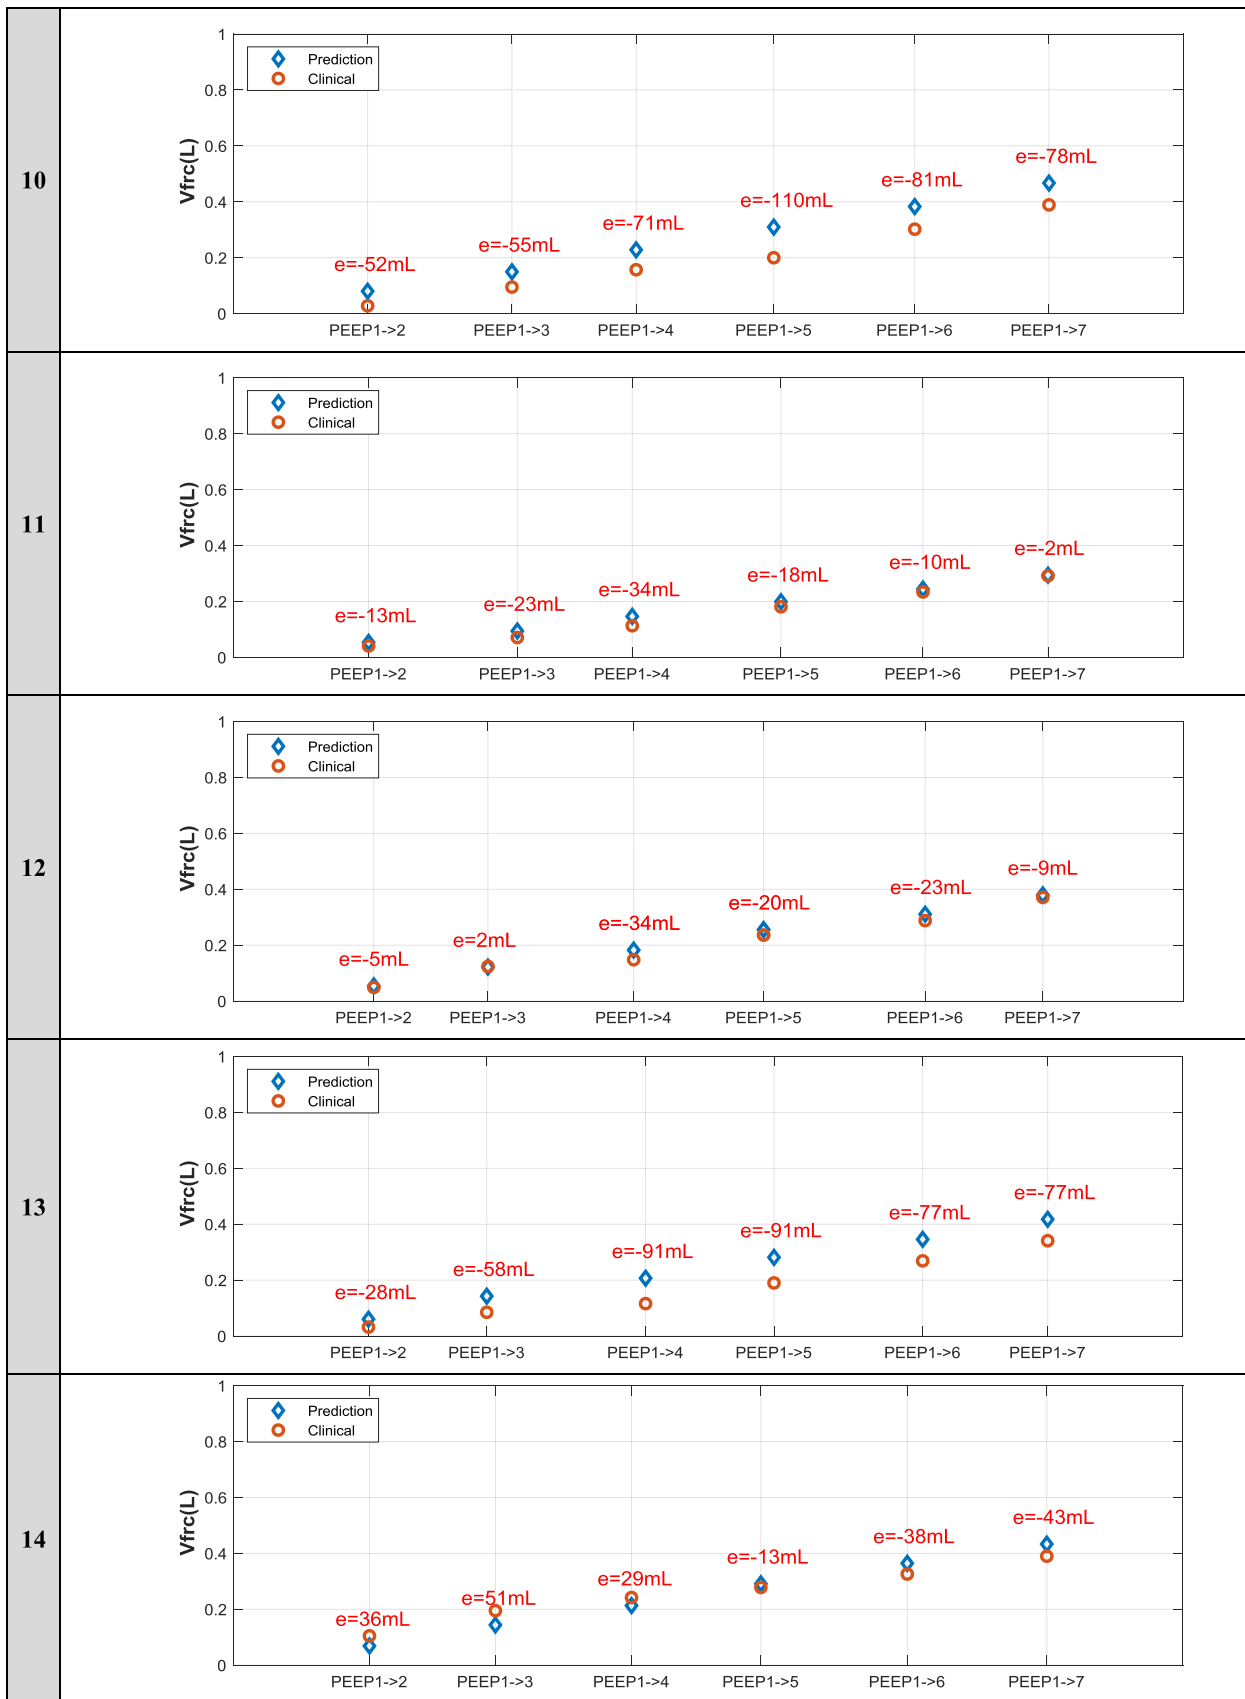 10
1
0.8
0.6
0.4
0.2
0
Vfrc(L)
Prediction
Clinical
e=-52mL
e=-55mL
e=-71mL
e=-110mL
e=-81mL
e=-78mL
PEEP1->2 PEEP1->3 PEEP1->4 PEEP1->5 PEEP1->6 PEEP1->7
11
1
0.8
0.6
0.4
0.2
0
Vfrc(L)
Prediction
Clinical
e=-13mL
e=-23mL
e=-34mL
e=-18mL
e=-10mL
e=-2mL
PEEP1->2 PEEP1->3 PEEP1->4 PEEP1->5 PEEP1->6 PEEP1->7
12
1
0.8
0.6
0.4
0.2
0
Vfrc(L)
Prediction
Clinical
e=-5mL
e=2mL
e=-34mL
e=-20mL
e=-23mL
e=-9mL
PEEP1->2 PEEP1->3 PEEP1->4 PEEP1->5 PEEP1->6 PEEP1->7
13
1
0.8
0.6
0.4
0.2
0
Vfrc(L)
Prediction
Clinical
e=-28mL
e=-58mL
e=-91mL
e=-91mL
e=-77mL
e=-77mL
PEEP1->2 PEEP1->3 PEEP1->4 PEEP1->5 PEEP1->6 PEEP1->7
14
1
0.8
0.6
0.4
0.2
0
Vfrc(L)
Prediction
Clinical
e=36mL
e=51mL
e=29mL
e=-13mL
e=-38mL
e=-43mL
PEEP1->2 PEEP1->3 PEEP1->4 PEEP1->5 PEEP1->6 PEEP1->7